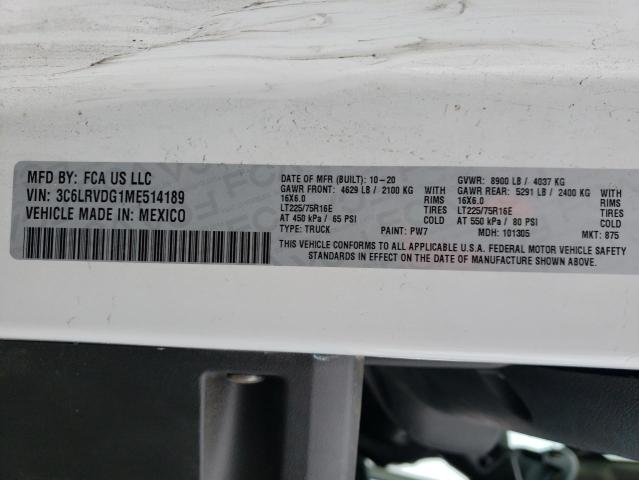 MFD BY: FCA US LLC
VIN: 3C6LRVDG1ME514189
VEHICLE MADE IN: MEXICO
DATE OF MFR (BUILT): 10-20 GVWR: 8900 LB / 4037 KG
GAWR FRONT: 4629 LB / 2100 KG WITH GAWR REAR: 5291 LB / 2400 KG WITH
16X6.0 RIMS 16X6.0 RIMS
LT225/75R16E TIRES LT225/75R16E TIRES
AT 450 kPa / 65 PSI COLD AT 550 kPa / 80 PSI COLD
TYPE: TRUCK PAINT: PW7 MDH: 101305 MKT: 875
THIS VEHICLE CONFORMS TO ALL APPLICABLE U.S.A. FEDERAL MOTOR VEHICLE SAFETY
STANDARDS IN EFFECT ON THE DATE OF MANUFACTURE SHOWN ABOVE.